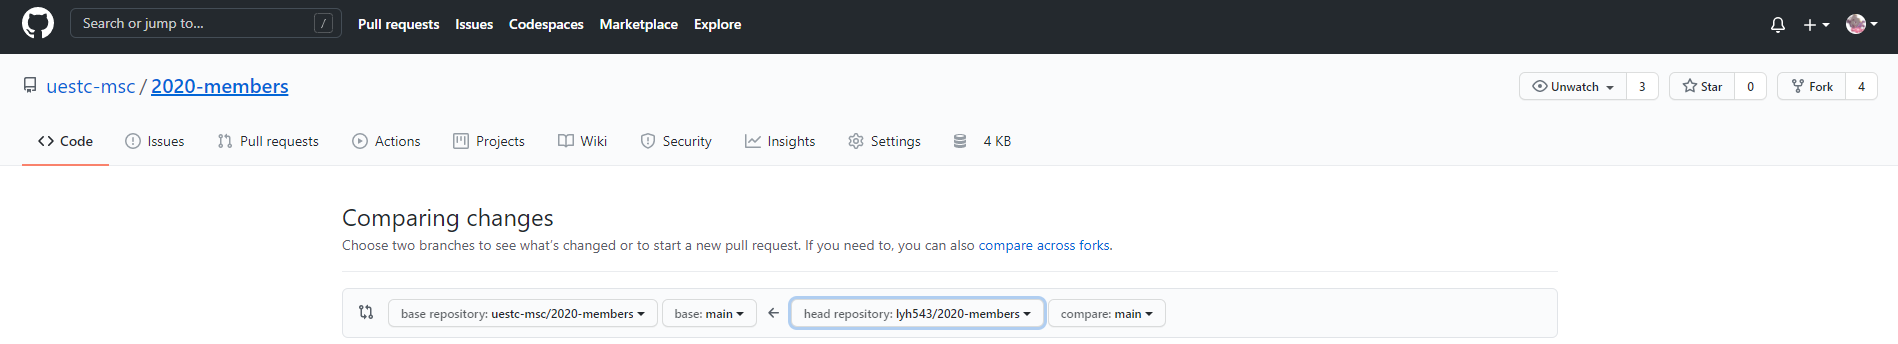 Search or jump to... / Pull requests Issues Codespaces Marketplace Explore
uestc-msc / 2020-members Unwatch 3 Star 0 Fork 4
Code Issues Pull requests Actions Projects Wiki Security Insights Settings 4 KB
Comparing changes
Choose two branches to see what's changed or to start a new pull request. If you need to, you can also compare across forks.
base repository: uestc-msc/2020-members base: main ← head repository: lyh543/2020-members compare: main